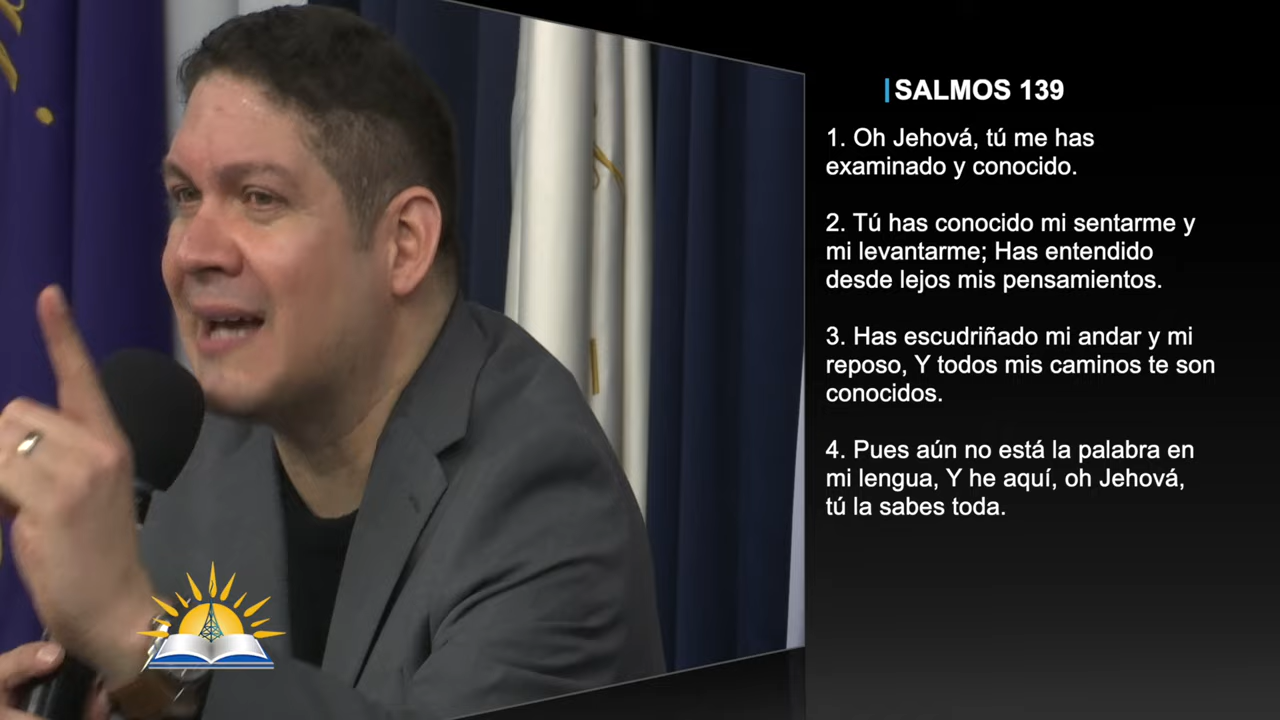 SALMOS 139
1. Oh Jehová, tú me has
examinado y conocido.
2. Tú has conocido mi sentarme y
mi levantarme; Has entendido
desde lejos mis pensamientos.
3. Has escudriñado mi andar y mi
reposo, Y todos mis caminos te son
conocidos.
4. Pues aún no está la palabra en
mi lengua, Y he aquí, oh Jehová,
tú la sabes toda.